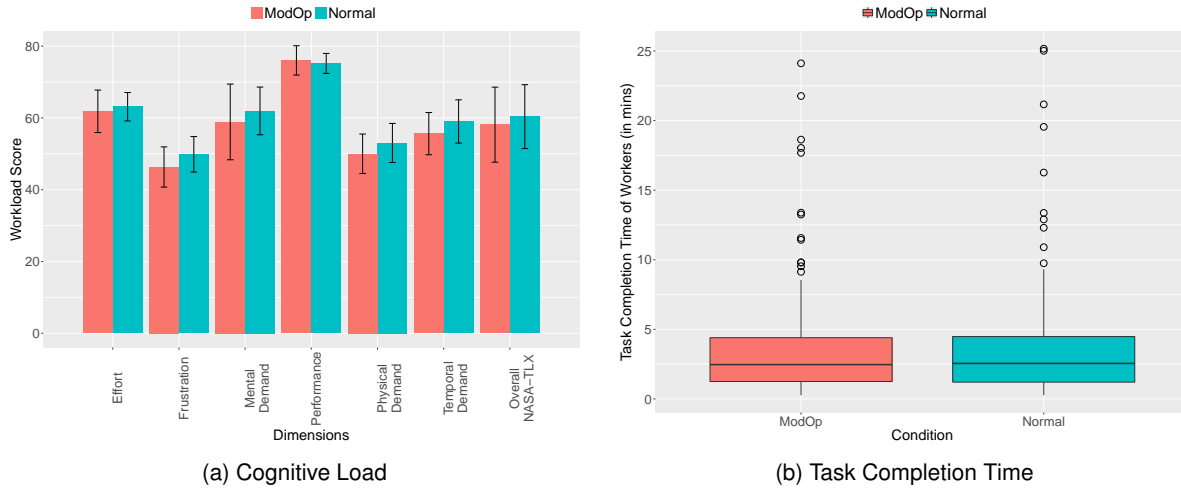 ModOp Normal
Workload Score
80
60
40
20
0
Effort
Frustration
Mental
Demand
Performance
Physical
Demand
Temporal
Demand
Overall
NASA−TLX
Dimensions
(a) Cognitive Load
ModOp Normal
Task Completion Time of Workers (in mins)
25
20
15
10
5
0
ModOp
Normal
Condition
(b) Task Completion Time